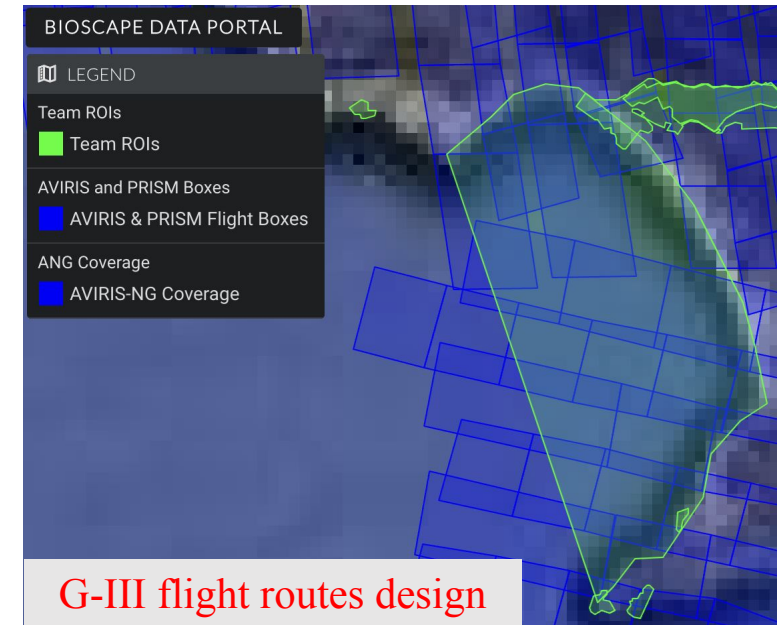 BIOSCAPE DATA PORTAL
LEGEND
Team ROIs
Team ROIs
AVIRIS and PRISM Boxes
AVIRIS & PRISM Flight Boxes
ANG Coverage
AVIRIS-NG Coverage
G-III flight routes design